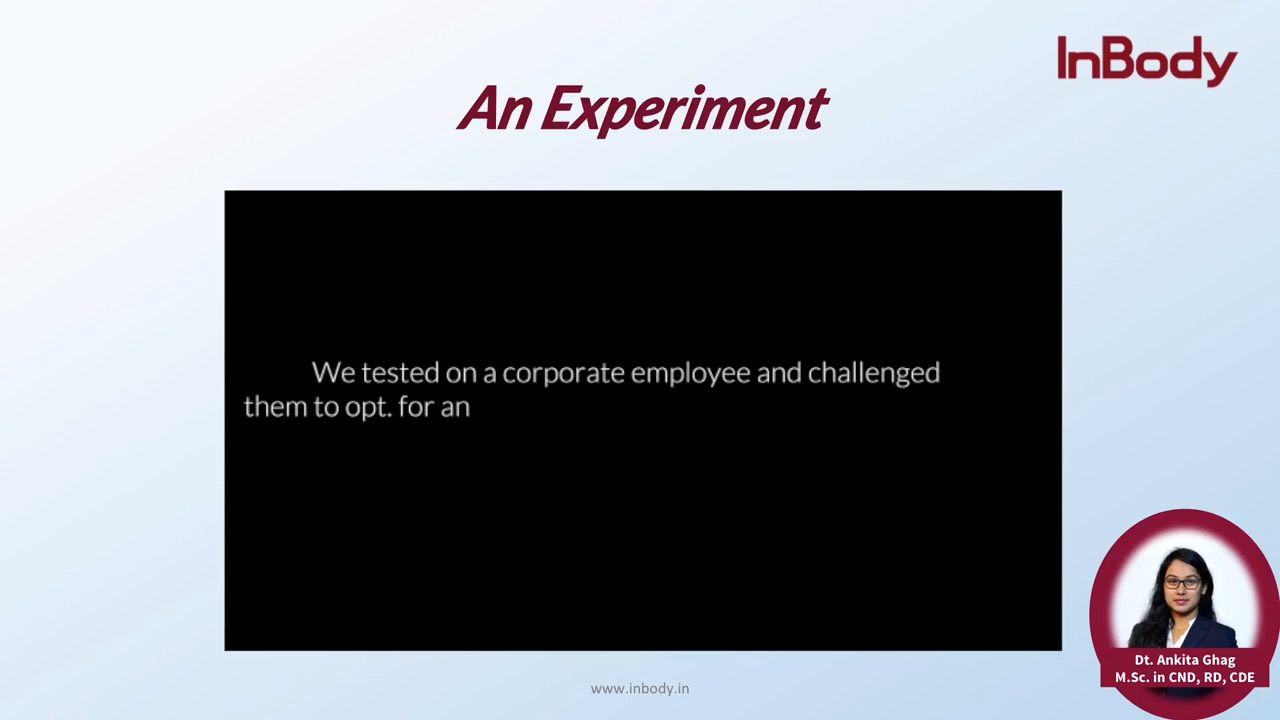 InBody
An Experiment
We tested on a corporate employee and challenged
them to opt. for an
Dt. Ankita Ghag
M.Sc. in CND, RD, CDE
www.inbody.in